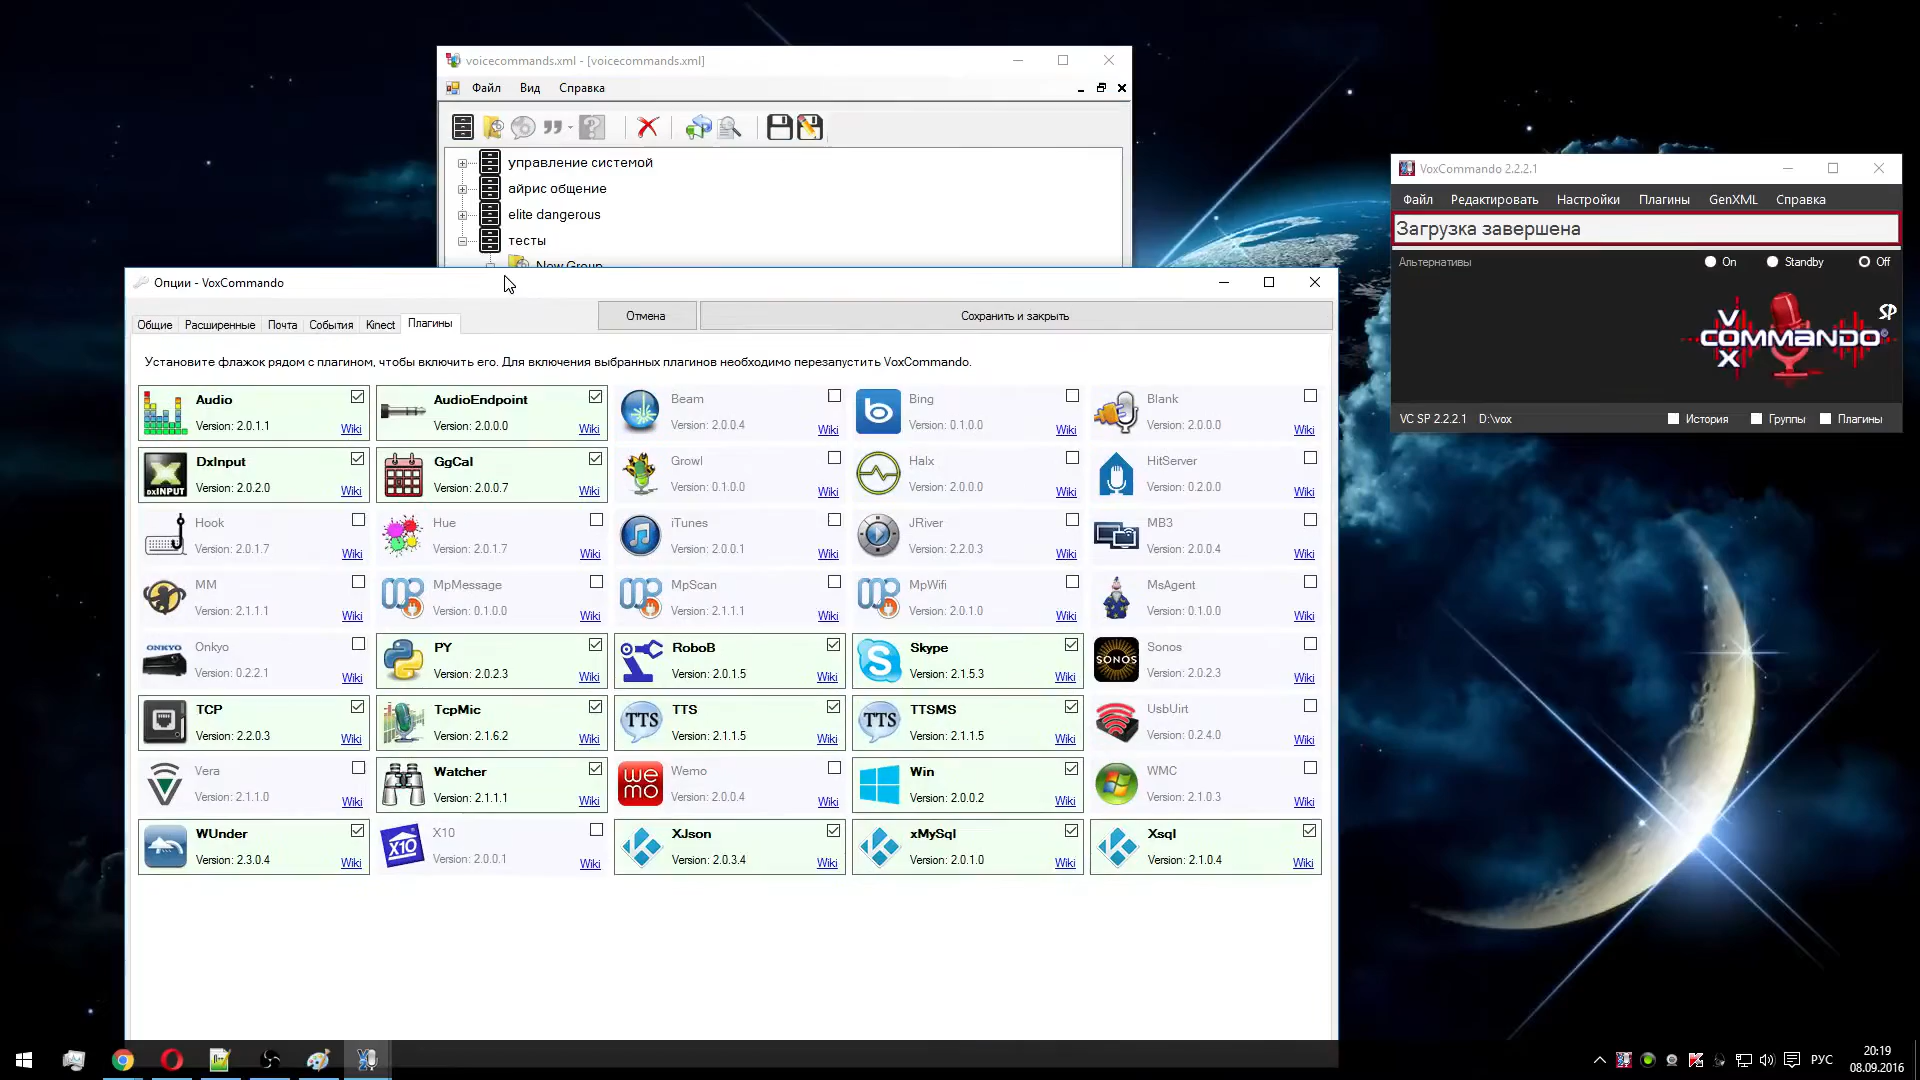 voicecommands.xml - [voicecommands.xml]
Файл Вид Справка
управление системой
айрис общение
elite dangerous
тесты
New Group
Опции - VoxCommando
Общие Расширенные Почта События Kinect Плагины
Отмена Сохранить и закрыть
Установите флажок рядом с плагином, чтобы включить его. Для включения выбранных плагинов необходимо перезапустить VoxCommando.
Audio
Version: 2.0.1.1 Wiki
AudioEndpoint
Version: 2.0.0.0 Wiki
Beam
Version: 2.0.0.4 Wiki
Bing
Version: 0.1.0.0 Wiki
Blank
Version: 2.0.0.0 Wiki
DxInput
DXINPUT
Version: 2.0.2.0 Wiki
GgCal
Version: 2.0.0.7 Wiki
Growl
Version: 0.1.0.0 Wiki
Halx
Version: 2.0.0.0 Wiki
HitServer
Version: 0.2.0.0 Wiki
Hook
Version: 2.0.1.7 Wiki
Hue
Version: 2.0.1.7 Wiki
iTunes
Version: 2.0.0.1 Wiki
JRiver
Version: 2.2.0.3 Wiki
MB3
Version: 2.0.0.4 Wiki
MM
Version: 2.1.1.1 Wiki
MpMessage
Version: 0.1.0.0 Wiki
MpScan
Version: 2.1.1.1 Wiki
MpWifi
Version: 2.0.1.0 Wiki
MsAgent
Version: 0.1.0.0 Wiki
ONKYO
Onkyo
Version: 0.2.2.1 Wiki
PY
Version: 2.0.2.3 Wiki
RoboB
Version: 2.0.1.5 Wiki
Skype
Version: 2.1.5.3 Wiki
SONOS
Sonos
Version: 2.0.2.3 Wiki
TCP
Version: 2.2.0.3 Wiki
TcpMic
Version: 2.1.6.2 Wiki
TTS
TTS
Version: 2.1.1.5 Wiki
TTS
TTSMS
Version: 2.1.1.5 Wiki
UsbUirt
Version: 0.2.4.0 Wiki
Vera
Version: 2.1.1.0 Wiki
Watcher
Version: 2.1.1.1 Wiki
we
mo
Wemo
Version: 2.0.0.4 Wiki
Win
Version: 2.0.0.2 Wiki
WMC
Version: 2.1.0.3 Wiki
WUnder
Version: 2.3.0.4 Wiki
X10
X10
Version: 2.0.0.1 Wiki
XJson
Version: 2.0.3.4 Wiki
xMySql
Version: 2.0.1.0 Wiki
Xsql
Version: 2.1.0.4 Wiki
VoxCommando 2.2.2.1
Файл Редактировать Настройки Плагины GenXML Справка
Загрузка завершена
Альтернативы On Standby Off
VOX COMMANDO SP
VC SP 2.2.2.1 D:\vox История Группы Плагины
РУС
20:19
08.09.2016